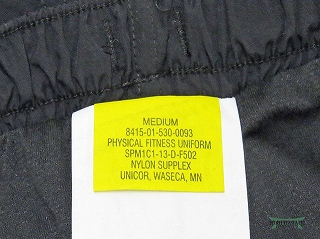 MEDIUM
8415-01-530-0093
PHYSICAL FITNESS UNIFORM
SPM1C1-13-D-F502
NYLON SUPPLEX
UNICOR, WASECA, MN